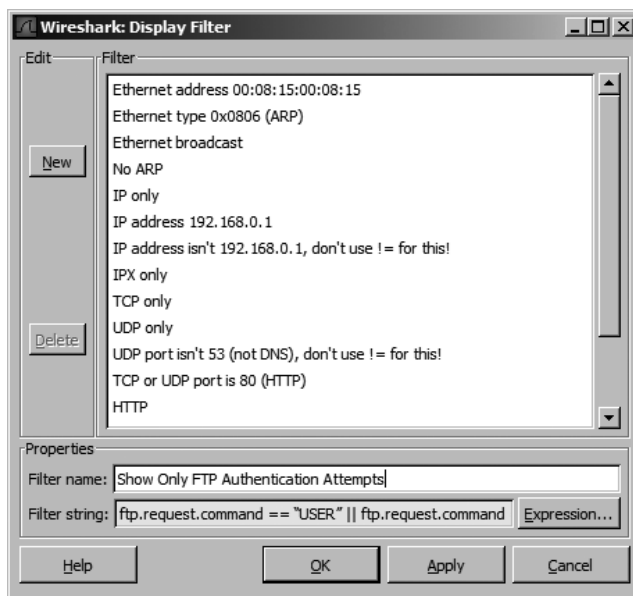 Wireshark: Display Filter
Edit
Filter
New
Delete
Ethernet address 00:08:15:00:08:15
Ethernet type 0x0806 (ARP)
Ethernet broadcast
No ARP
IP only
IP address 192.168.0.1
IP address isn't 192.168.0.1, don't use != for this!
IPX only
TCP only
UDP only
UDP port isn't 53 (not DNS), don't use != for this!
TCP or UDP port is 80 (HTTP)
HTTP
Properties
Filter name: Show Only FTP Authentication Attempts
Filter string: ftp.request.command == “USER” || ftp.request.command Expression...
Help OK Apply Cancel